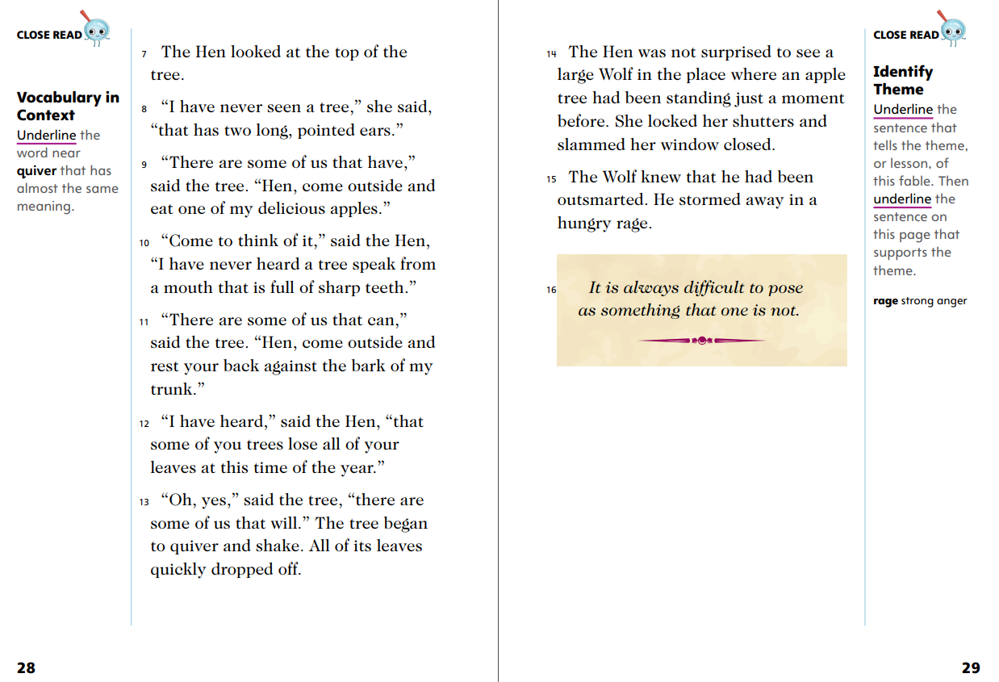 CLOSE READ
Vocabulary in
Context
Underline the
word near
quiver that has
almost the same
meaning.
7 The Hen looked at the top of the
tree.
8 “I have never seen a tree,” she said,
“that has two long, pointed ears.”
9 “There are some of us that have,”
said the tree. “Hen, come outside and
eat one of my delicious apples.”
10 “Come to think of it,” said the Hen,
“I have never heard a tree speak from
a mouth that is full of sharp teeth.”
11 “There are some of us that can,”
said the tree. “Hen, come outside and
rest your back against the bark of my
trunk.”
12 “I have heard,” said the Hen, “that
some of you trees lose all of your
leaves at this time of the year.”
13 “Oh, yes,” said the tree, “there are
some of us that will.” The tree began
to quiver and shake. All of its leaves
quickly dropped off.
28
14 The Hen was not surprised to see a
large Wolf in the place where an apple
tree had been standing just a moment
before. She locked her shutters and
slammed her window closed.
15 The Wolf knew that he had been
outsmarted. He stormed away in a
hungry rage.
16 It is always difficult to pose
as something that one is not.
CLOSE READ
Identify
Theme
Underline the
sentence that
tells the theme,
or lesson, of
this fable. Then
underline the
sentence on
this page that
supports the
theme.
rage strong anger
29